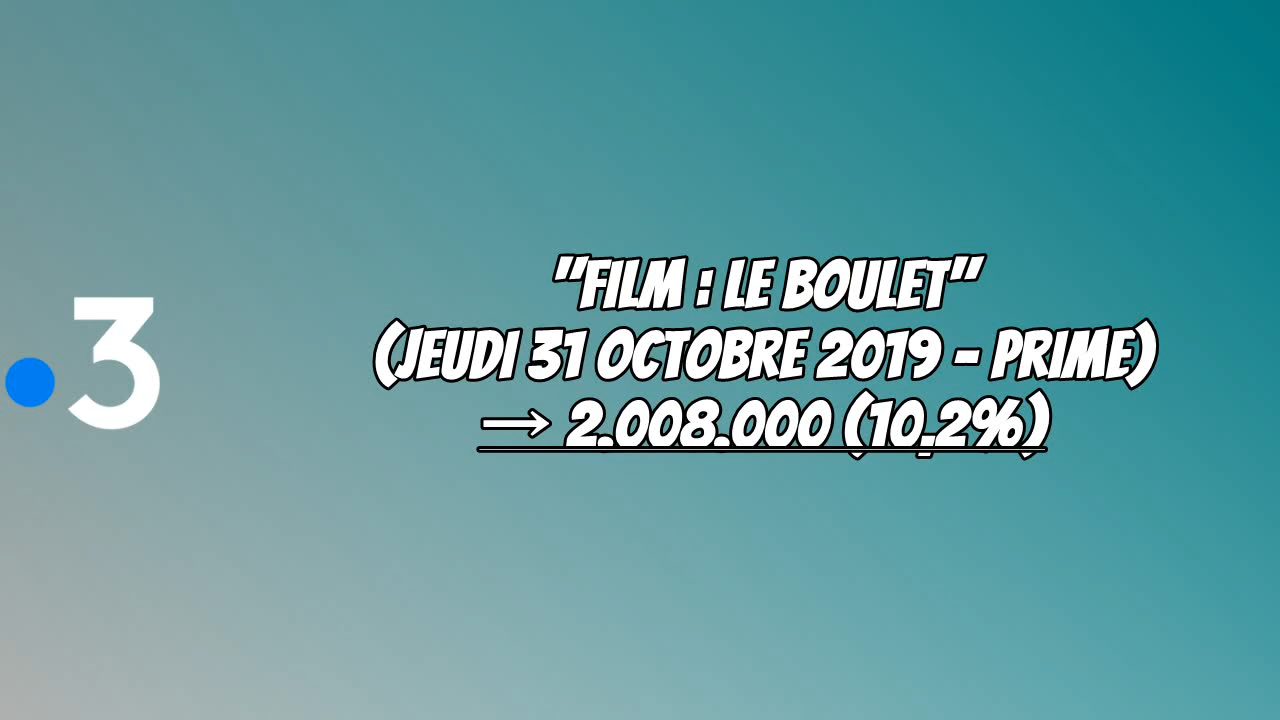 "FILM : LE BOULET"
(JEUDI 31 OCTOBRE 2019 - PRIME)
→ 2.008.000 (10,2%)
3